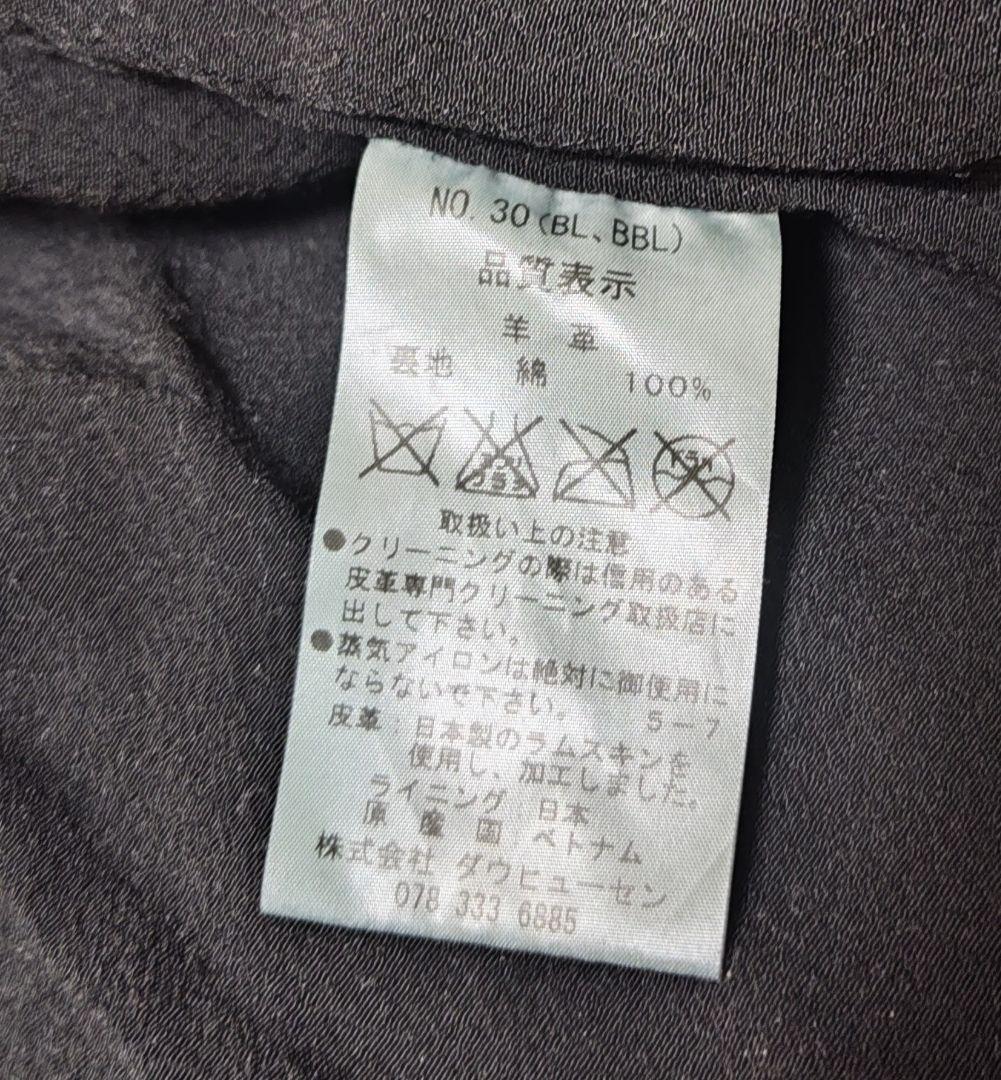 NO. 30(BL、BBL)
品質表示
羊 革
裏地 綿 100%
取扱い上の注意
●クリーニングの際は信用のある
皮革専門クリーニング取扱店に
出して下さい。
●蒸気アイロンは絶対に御使用に
ならないで下さい。 5-7
皮革:日本製のラムスキンを
使用し、加工しました。
ライニング:日本
原産国:ベトナム
株式会社 ダウヒューセン
078 333 6885